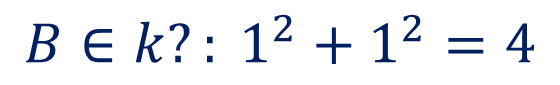 B ∈ k?: 1² + 1² = 4